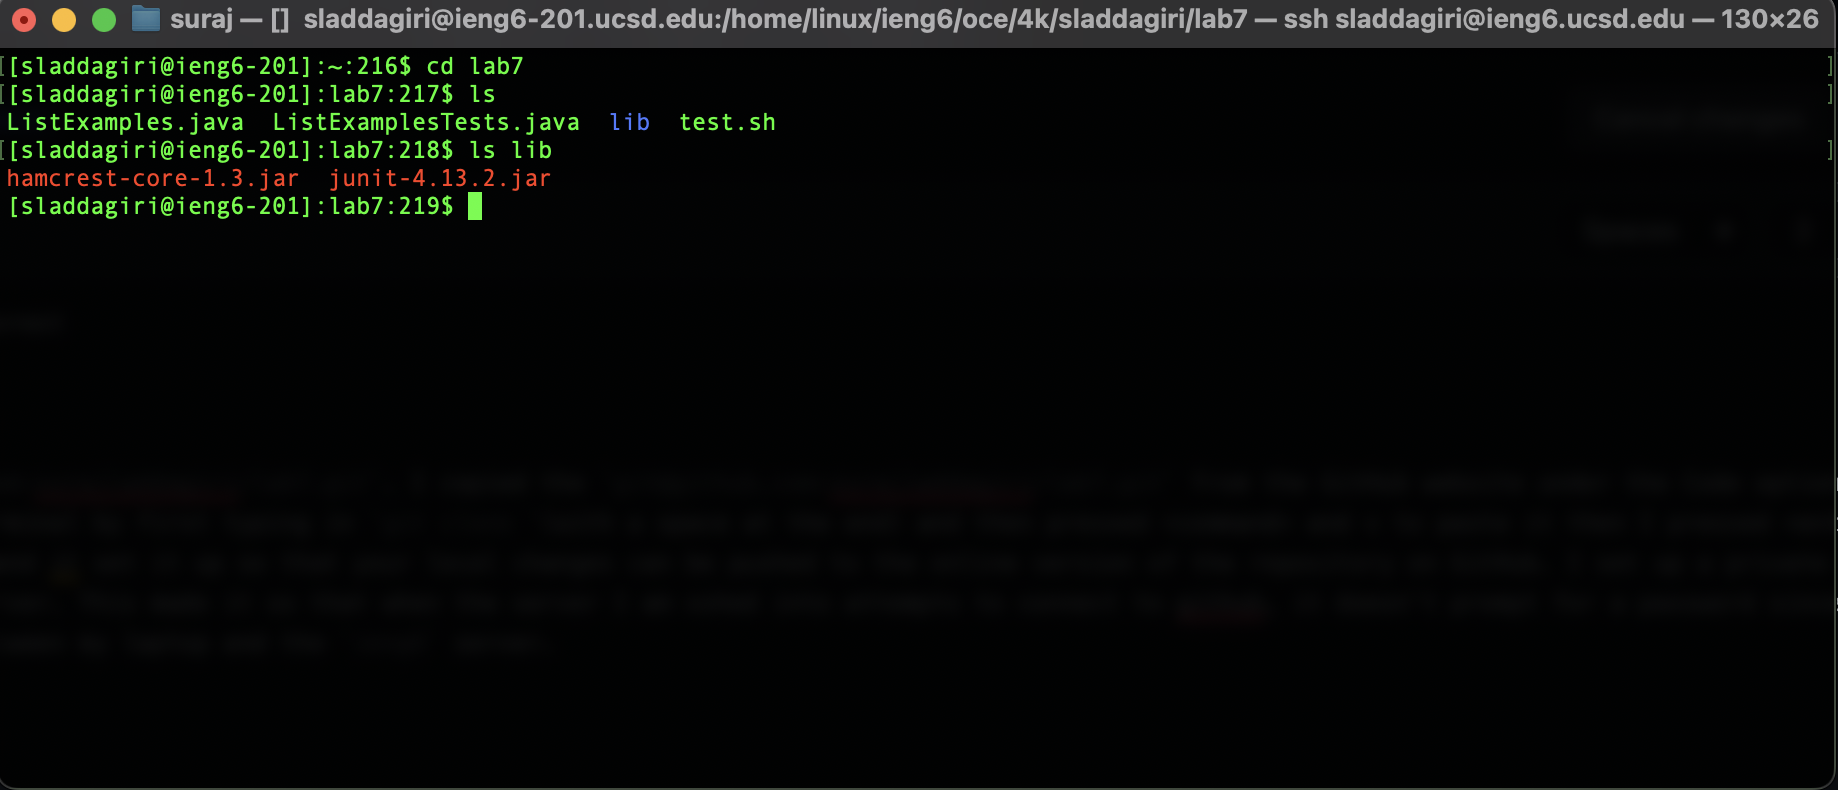 suraj — [] sladdagiri@ieng6-201.ucsd.edu:/home/linux/ieng6/oce/4k/sladdagiri/lab7 — ssh sladdagiri@ieng6.ucsd.edu — 130×26
[[sladdagiri@ieng6-201]:~:216$ cd lab7 ]
[[sladdagiri@ieng6-201]:lab7:217$ ls ]
ListExamples.java  ListExamplesTests.java  lib  test.sh
[[sladdagiri@ieng6-201]:lab7:218$ ls lib ]
hamcrest-core-1.3.jar  junit-4.13.2.jar
[sladdagiri@ieng6-201]:lab7:219$